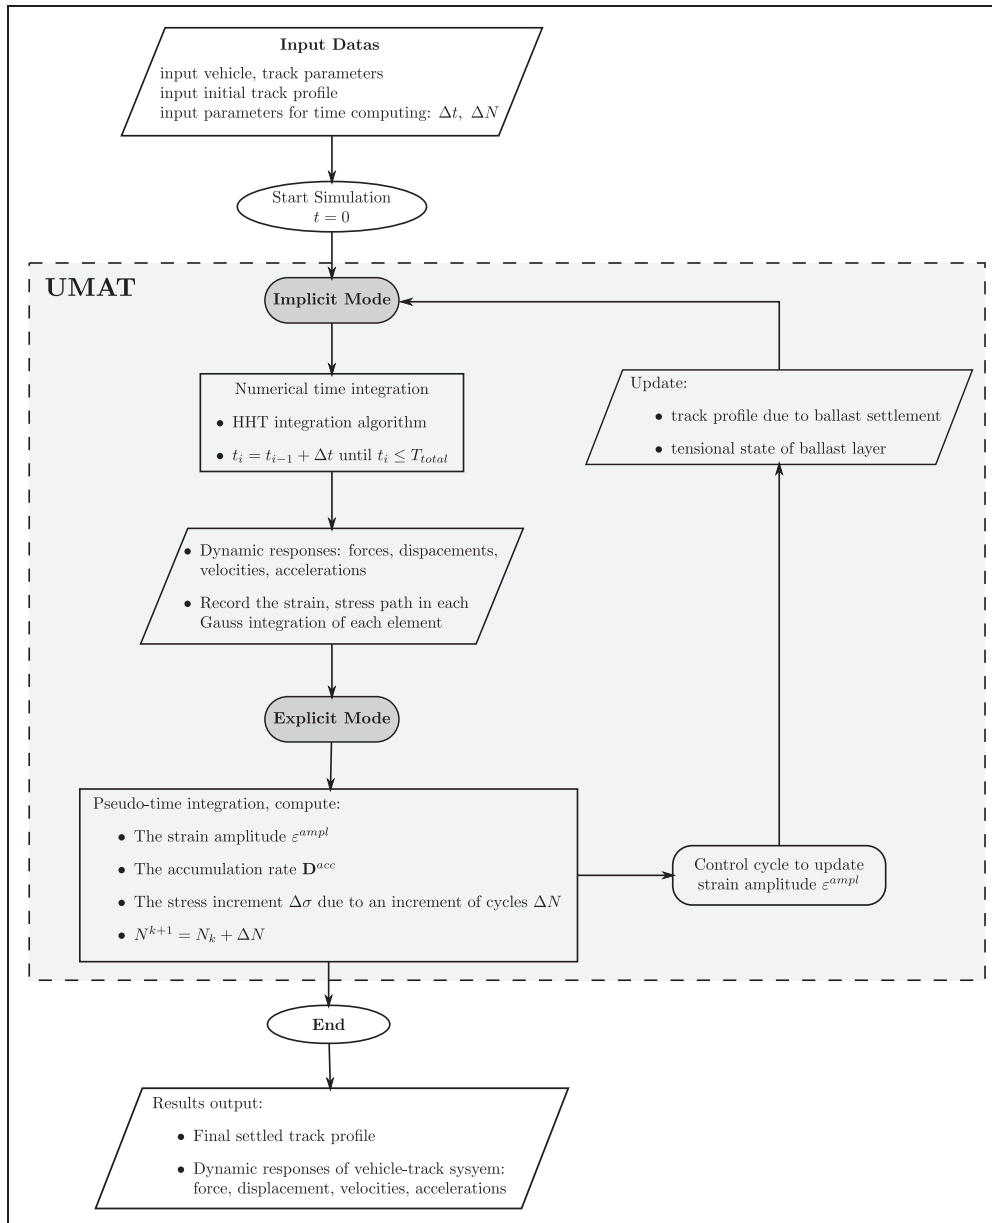 Input Datas
input vehicle, track parameters
input initial track profile
input parameters for time computing: Δt, ΔN
Start Simulation
t = 0
UMAT
Implicit Mode
Numerical time integration
• HHT integration algorithm
• tᵢ = tᵢ₋₁ + Δt until tᵢ ≤ T_total
Update:
• track profile due to ballast settlement
• tensional state of ballast layer
• Dynamic responses: forces, dispacements,
velocities, accelerations
• Record the strain, stress path in each
Gauss integration of each element
Explicit Mode
Pseudo-time integration, compute:
• The strain amplitude ε^ampl
• The accumulation rate D^acc
• The stress increment Δσ due to an increment of cycles ΔN
• N^k+1 = N_k + ΔN
Control cycle to update
strain amplitude ε^ampl
End
Results output:
• Final settled track profile
• Dynamic responses of vehicle-track sysyem:
force, displacement, velocities, accelerations